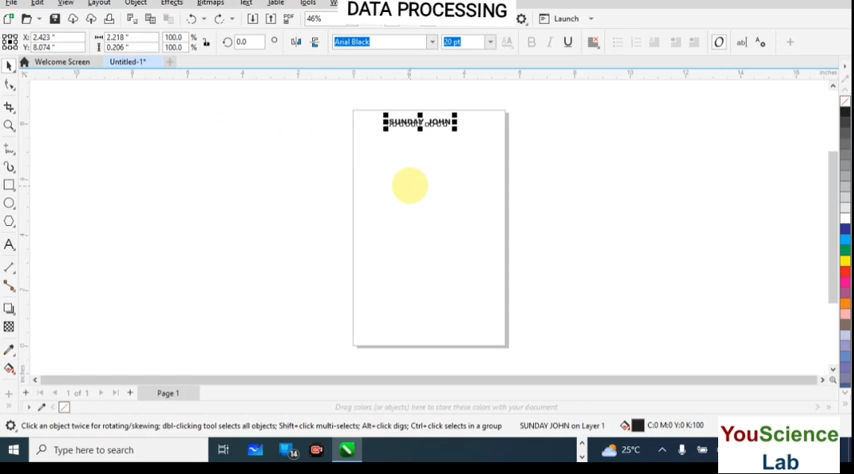 DATA PROCESSING
File Edit View Layout Object Effects Bitmaps Text Table Tools
PDF 46% Launch
X: 2.423 " 2.218 " 100.0 % 0.0 ° Arial Black 20 pt
Y: 8.074 " 0.206 " 100.0 %
Welcome Screen Untitled-1*
inches
SUNDAY JOHN
1 of 1 Page 1
Drag colors (or objects) here to store these colors with your document
Click an object twice for rotating/skewing; dbl-clicking tool selects all objects; Shift+click multi-selects; Alt+click digs; Ctrl+click selects in a group SUNDAY JOHN on Layer 1 C:0 M:0 Y:0 K:100
Type here to search 14 25°C
YouScience
Lab